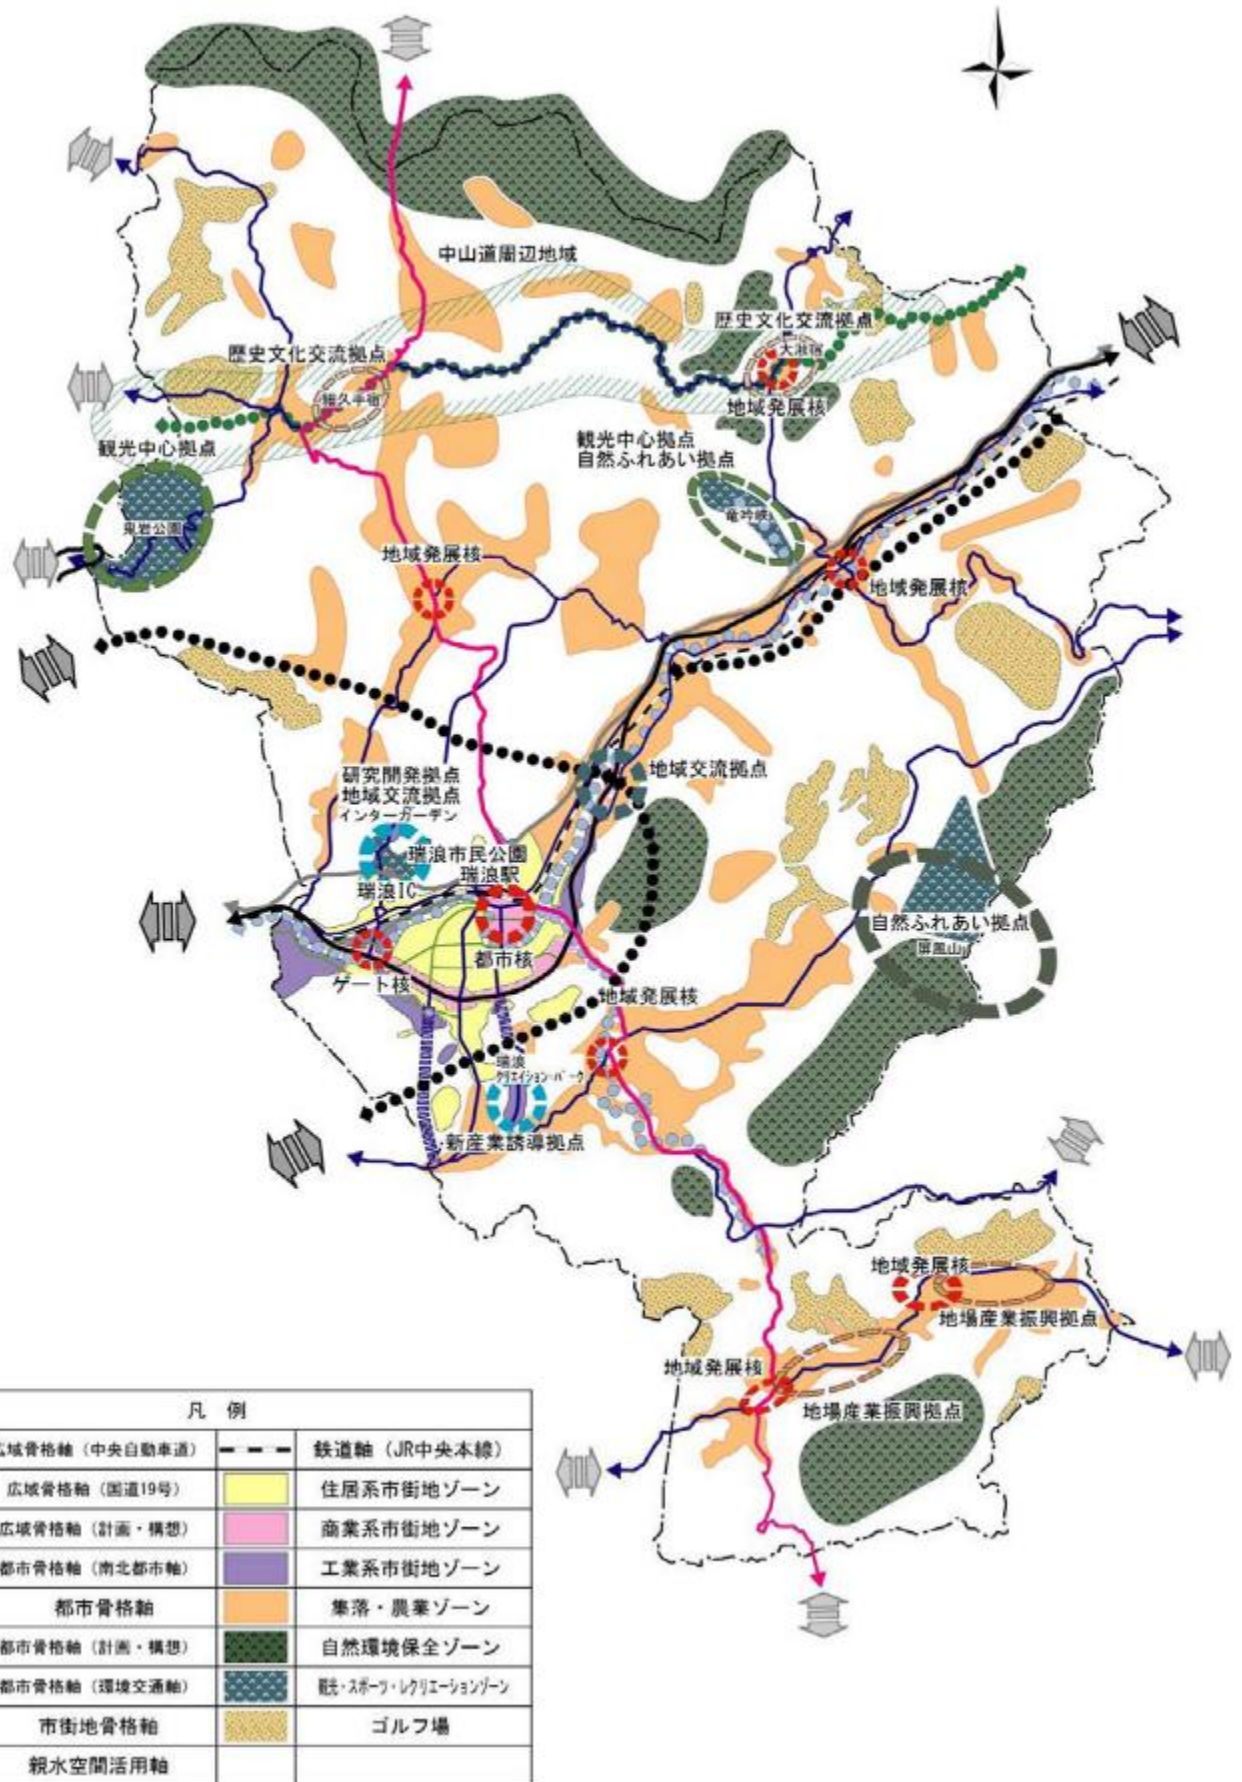 中山道周辺地域
歴史文化交流拠点
大湫宿
地域発展核
歴史文化交流拠点
細久手宿
観光中心拠点
鬼岩公園
観光中心拠点
自然ふれあい拠点
竜吟峡
地域発展核
地域発展核
地域交流拠点
研究開発拠点
地域交流拠点
インターガーデン
瑞浪市民公園
瑞浪駅
瑞浪IC
都市核
ゲート核
自然ふれあい拠点
屏風山
地域発展核
瑞浪
クリエイション・パーク
新産業誘導拠点
地域発展核
地場産業振興拠点
地域発展核
地場産業振興拠点
凡 例
域骨格軸（中央自動車道） 鉄道軸（JR中央本線）
広域骨格軸（国道19号） 住居系市街地ゾーン
広域骨格軸（計画・構想） 商業系市街地ゾーン
都市骨格軸（南北都市軸） 工業系市街地ゾーン
都市骨格軸 集落・農業ゾーン
都市骨格軸（計画・構想） 自然環境保全ゾーン
都市骨格軸（環境交通軸） 観光・スポーツ・レクリエーションゾーン
市街地骨格軸 ゴルフ場
親水空間活用軸